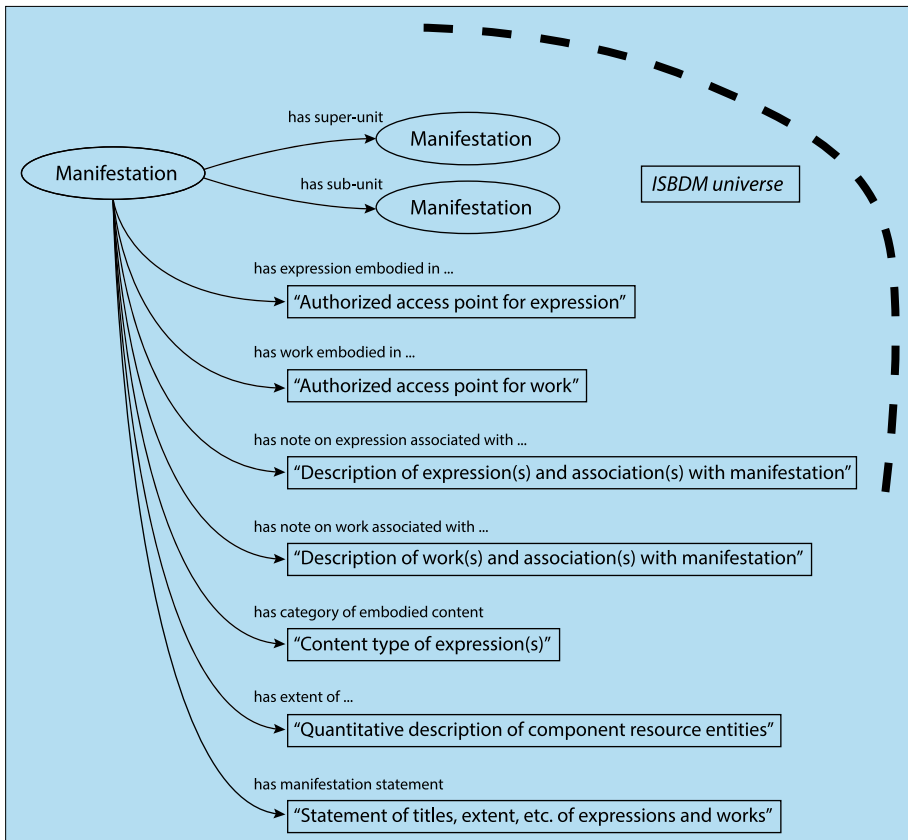 has super-unit
Manifestation
Manifestation
has sub-unit
Manifestation
ISBDM universe
has expression embodied in ...
“Authorized access point for expression”
has work embodied in ...
“Authorized access point for work”
has note on expression associated with ...
“Description of expression(s) and association(s) with manifestation”
has note on work associated with ...
“Description of work(s) and association(s) with manifestation”
has category of embodied content
“Content type of expression(s)”
has extent of ...
“Quantitative description of component resource entities”
has manifestation statement
“Statement of titles, extent, etc. of expressions and works”